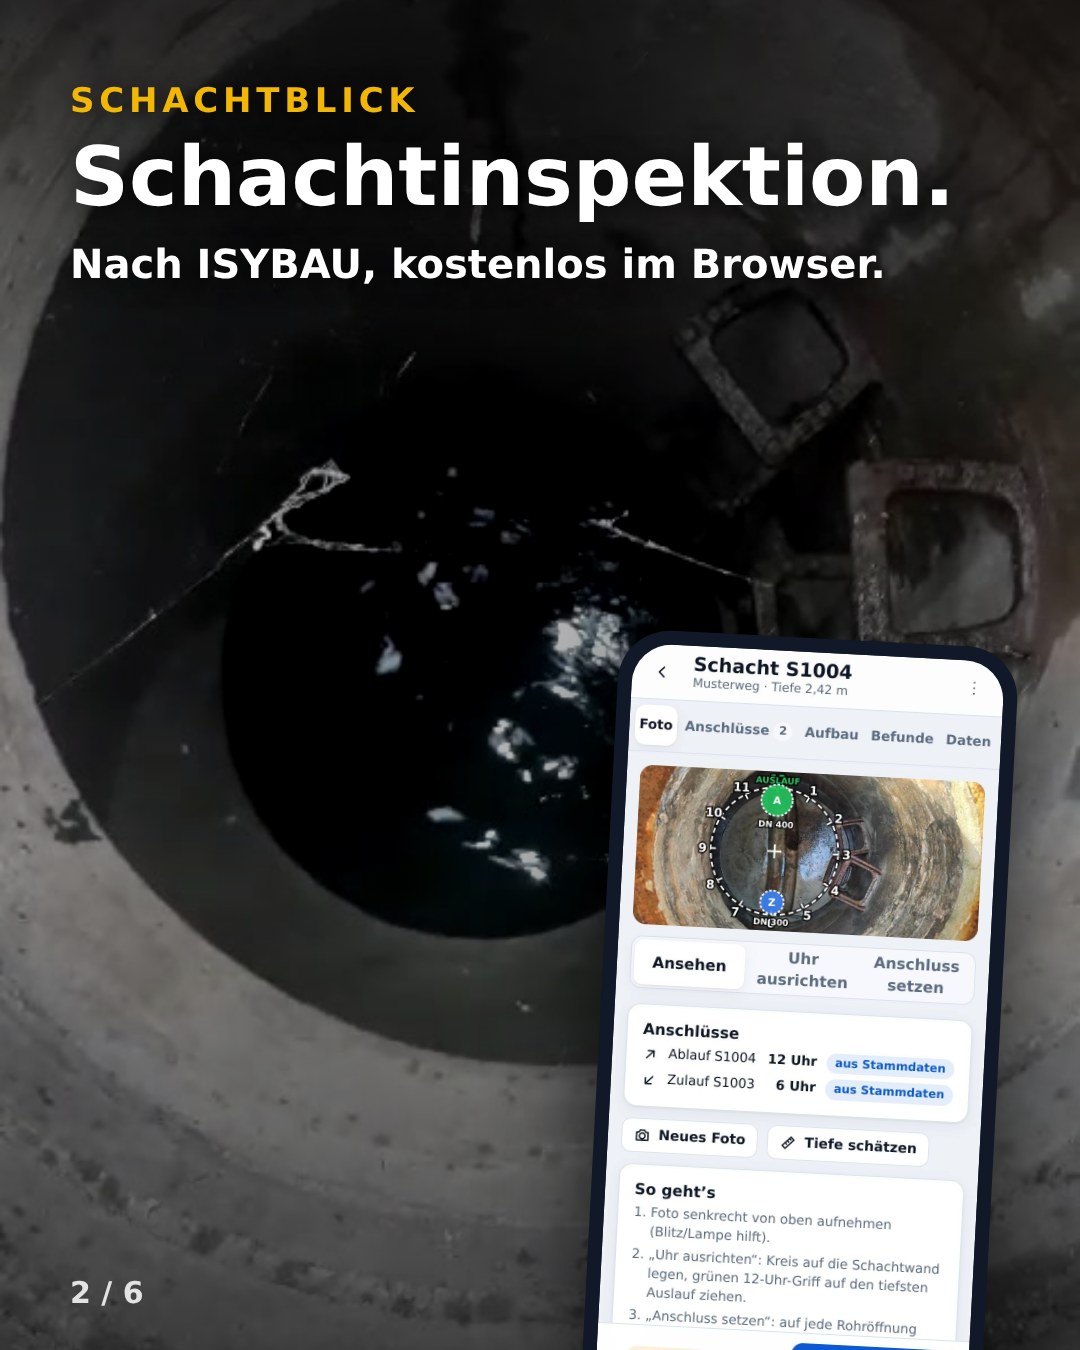 SCHACHTBLICK
Schachtinspektion.
Nach ISYBAU, kostenlos im Browser.
Schacht S1004
Musterweg · Tiefe 2,42 m
Foto Anschlüsse 2 Aufbau Befunde Daten
AUSLAUF
11 A 1
10 DN 400 2
9 3
8 4
7 Z 5
DN 300
Ansehen
Uhr ausrichten
Anschluss setzen
Anschlüsse
Ablauf S1004 12 Uhr aus Stammdaten
Zulauf S1003 6 Uhr aus Stammdaten
Neues Foto Tiefe schätzen
So geht’s
1. Foto senkrecht von oben aufnehmen
(Blitz/Lampe hilft).
2. „Uhr ausrichten“: Kreis auf die Schachtwand
legen, grünen 12-Uhr-Griff auf den tiefsten
Auslauf ziehen.
3. „Anschluss setzen“: auf jede Rohröffnung
2 / 6